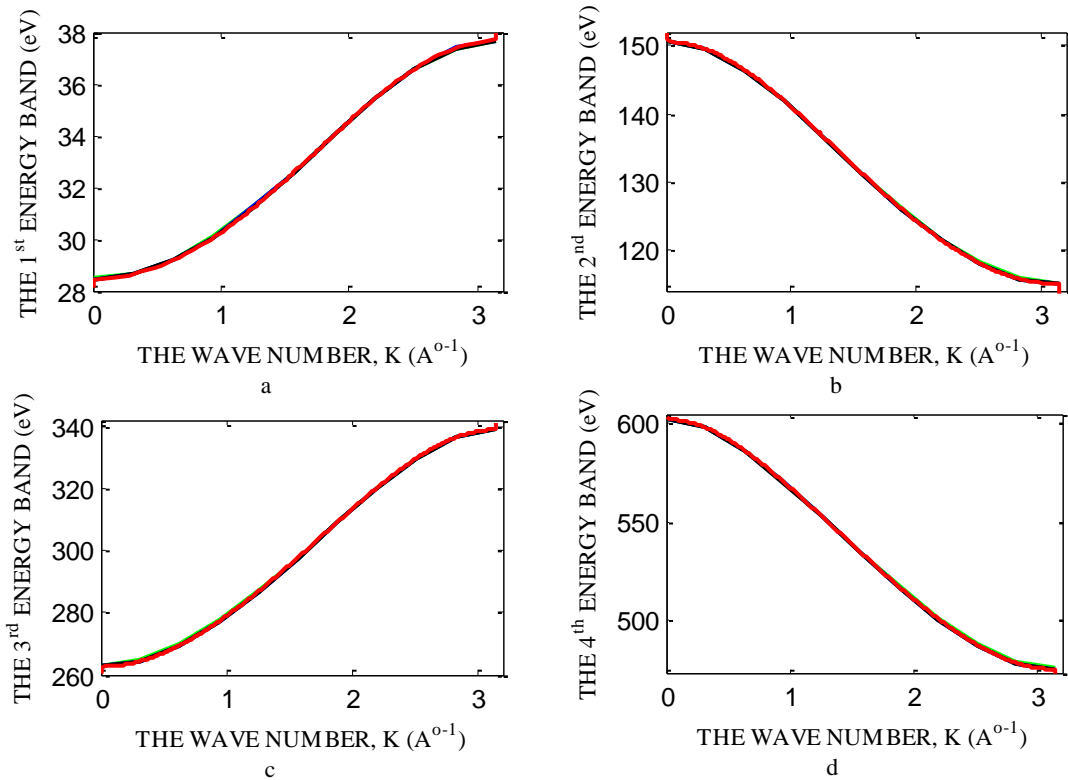 THE 1st ENERGY BAND (eV)
38
36
34
32
30
28
0 1 2 3
THE WAVE NUMBER, K (A^o-1)
a
THE 2nd ENERGY BAND (eV)
150
140
130
120
0 1 2 3
THE WAVE NUMBER, K (A^o-1)
b
THE 3rd ENERGY BAND (eV)
340
320
300
280
260
0 1 2 3
THE WAVE NUMBER, K (A^o-1)
c
THE 4th ENERGY BAND (eV)
600
550
500
0 1 2 3
THE WAVE NUMBER, K (A^o-1)
d